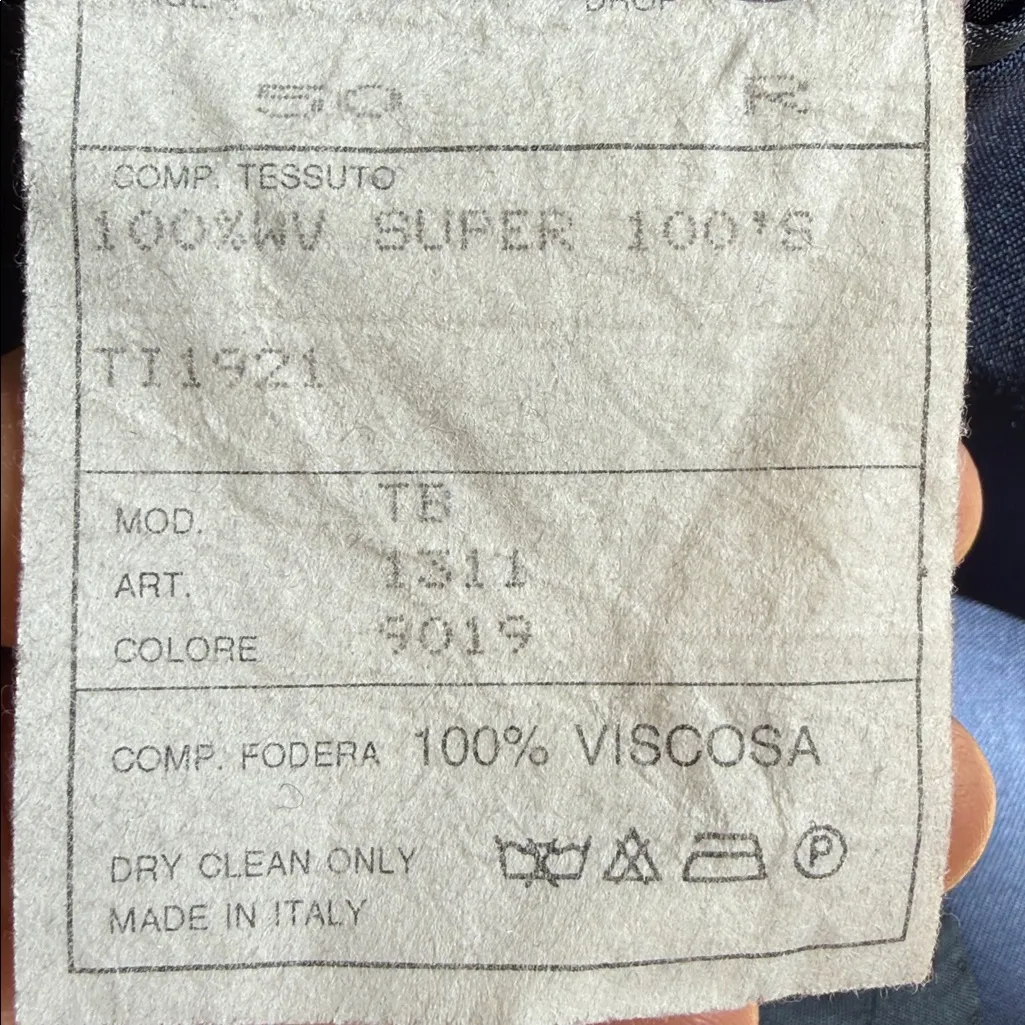 DROP
50 R
COMP. TESSUTO
100%WV SUPER 100'S
TI1921
MOD. TB
ART. 1311
COLORE 9019
COMP. FODERA 100% VISCOSA
DRY CLEAN ONLY P
MADE IN ITALY